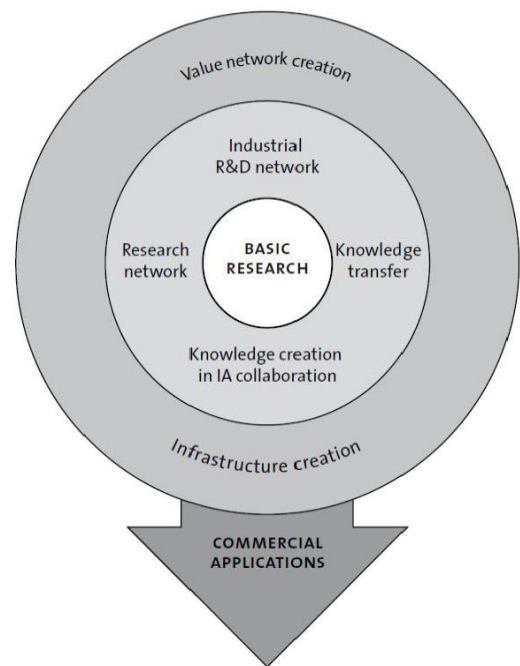 Value network creation
Industrial
R&D network
Research
network
BASIC
RESEARCH
Knowledge
transfer
Knowledge creation
in IA collaboration
Infrastructure creation
COMMERCIAL
APPLICATIONS